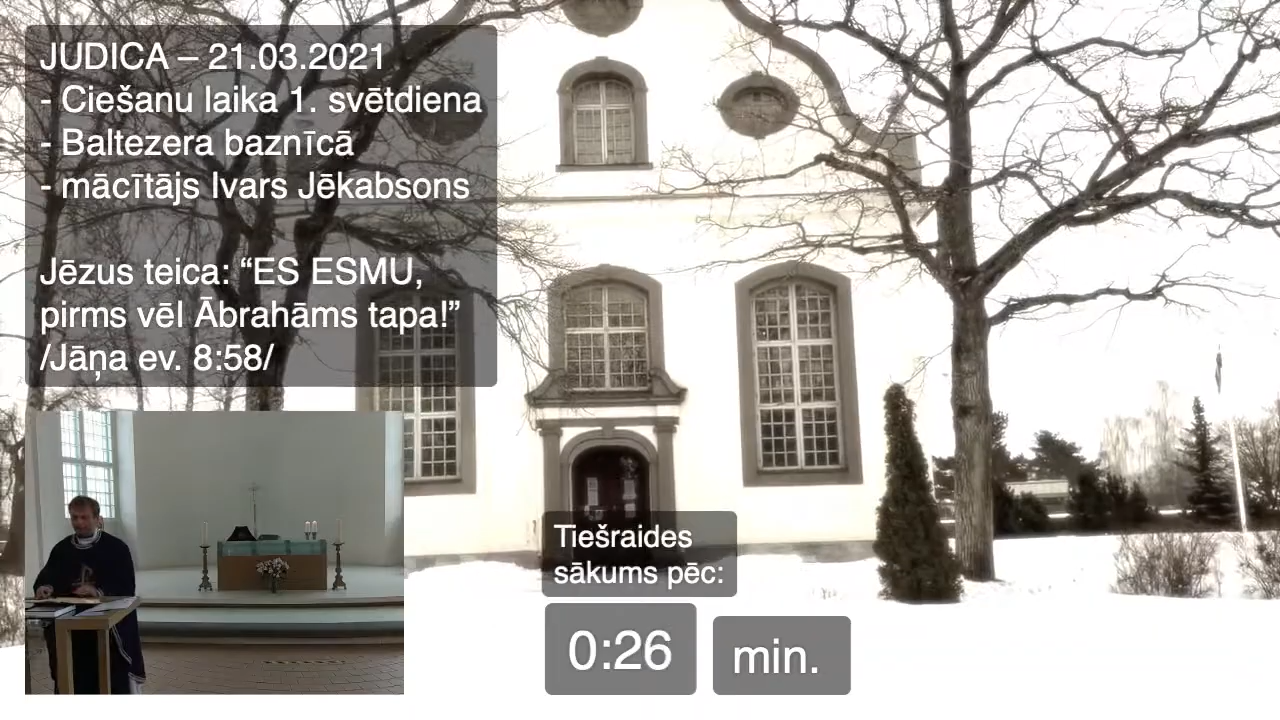 JUDICA – 21.03.2021
- Ciešanu laika 1. svētdiena
- Baltezera baznīcā
- mācītājs Ivars Jēkabsons
Jēzus teica: “ES ESMU,
pirms vēl Ābrahāms tapa!”
/Jāņa ev. 8:58/
Tiešraides
sākums pēc:
0:26 min.